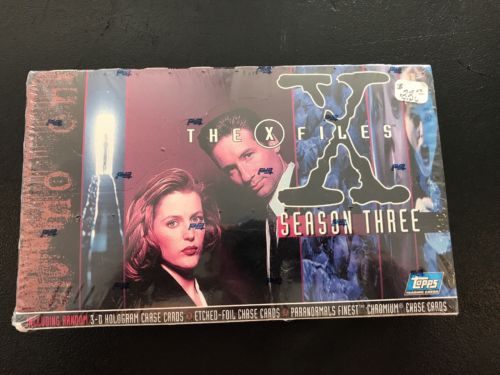 THE X FILES
X
SEASON THREE
TOPPS
INCLUDING RANDOM 3-D HOLOGRAM CHASE CARDS ETCHED-FOIL CHASE CARDS PARANORMALS FINEST™ CHROMIUM® CHASE CARDS